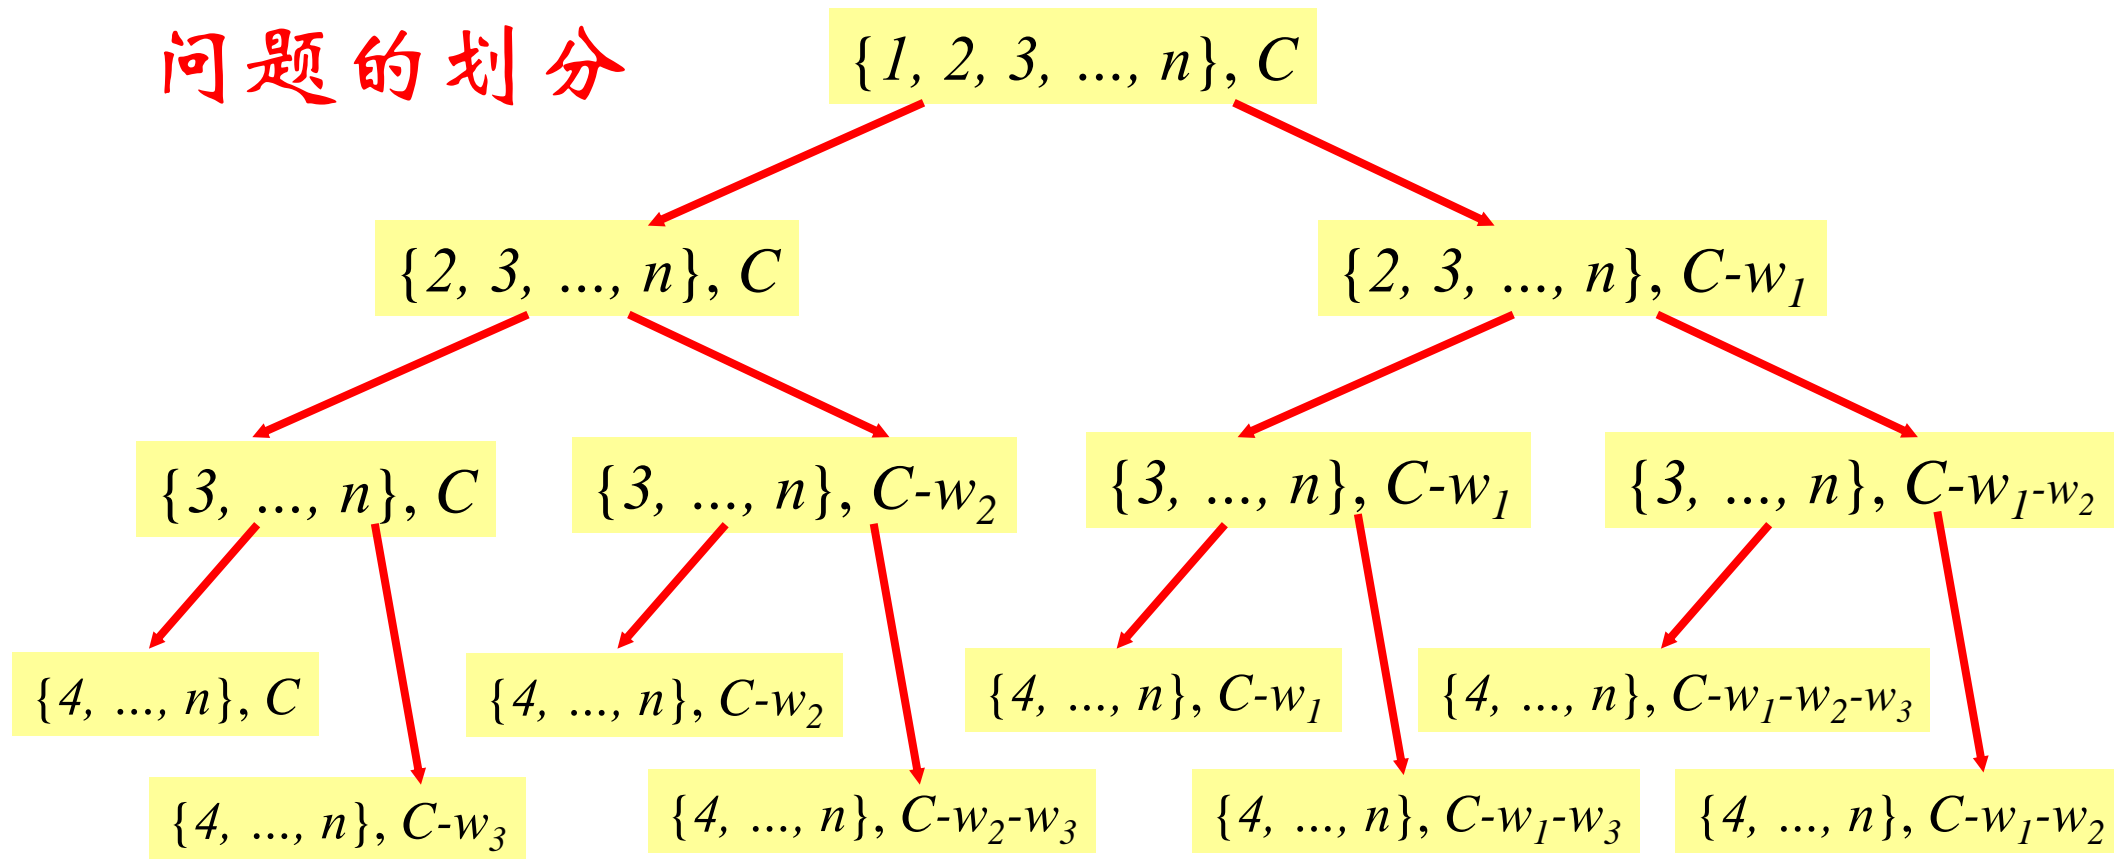 问题的划分
{1, 2, 3, ..., n}, C
{2, 3, ..., n}, C
{2, 3, ..., n}, C-w₁
{3, ..., n}, C
{3, ..., n}, C-w₂
{3, ..., n}, C-w₁-w₂
{3, ..., n}, C-w₁
{4, ..., n}, C
{4, ..., n}, C-w₂
{4, ..., n}, C-w₁
{4, ..., n}, C-w₁-w₂-w₃
{4, ..., n}, C-w₃
{4, ..., n}, C-w₂-w₃
{4, ..., n}, C-w₁-w₃
{4, ..., n}, C-w₁-w₂